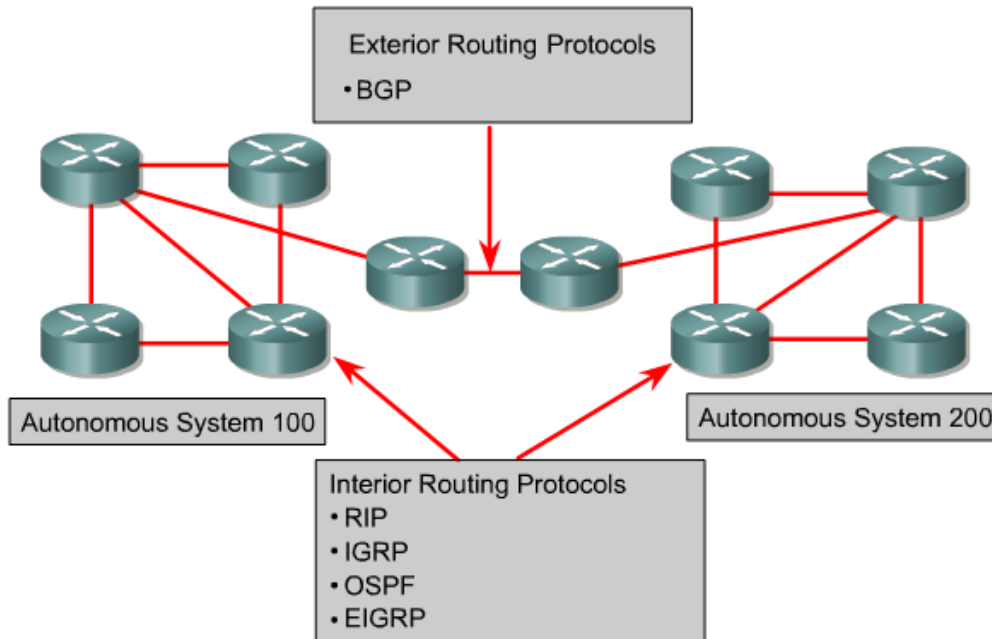 Exterior Routing Protocols
• BGP
Autonomous System 100
Autonomous System 200
Interior Routing Protocols
• RIP
• IGRP
• OSPF
• EIGRP